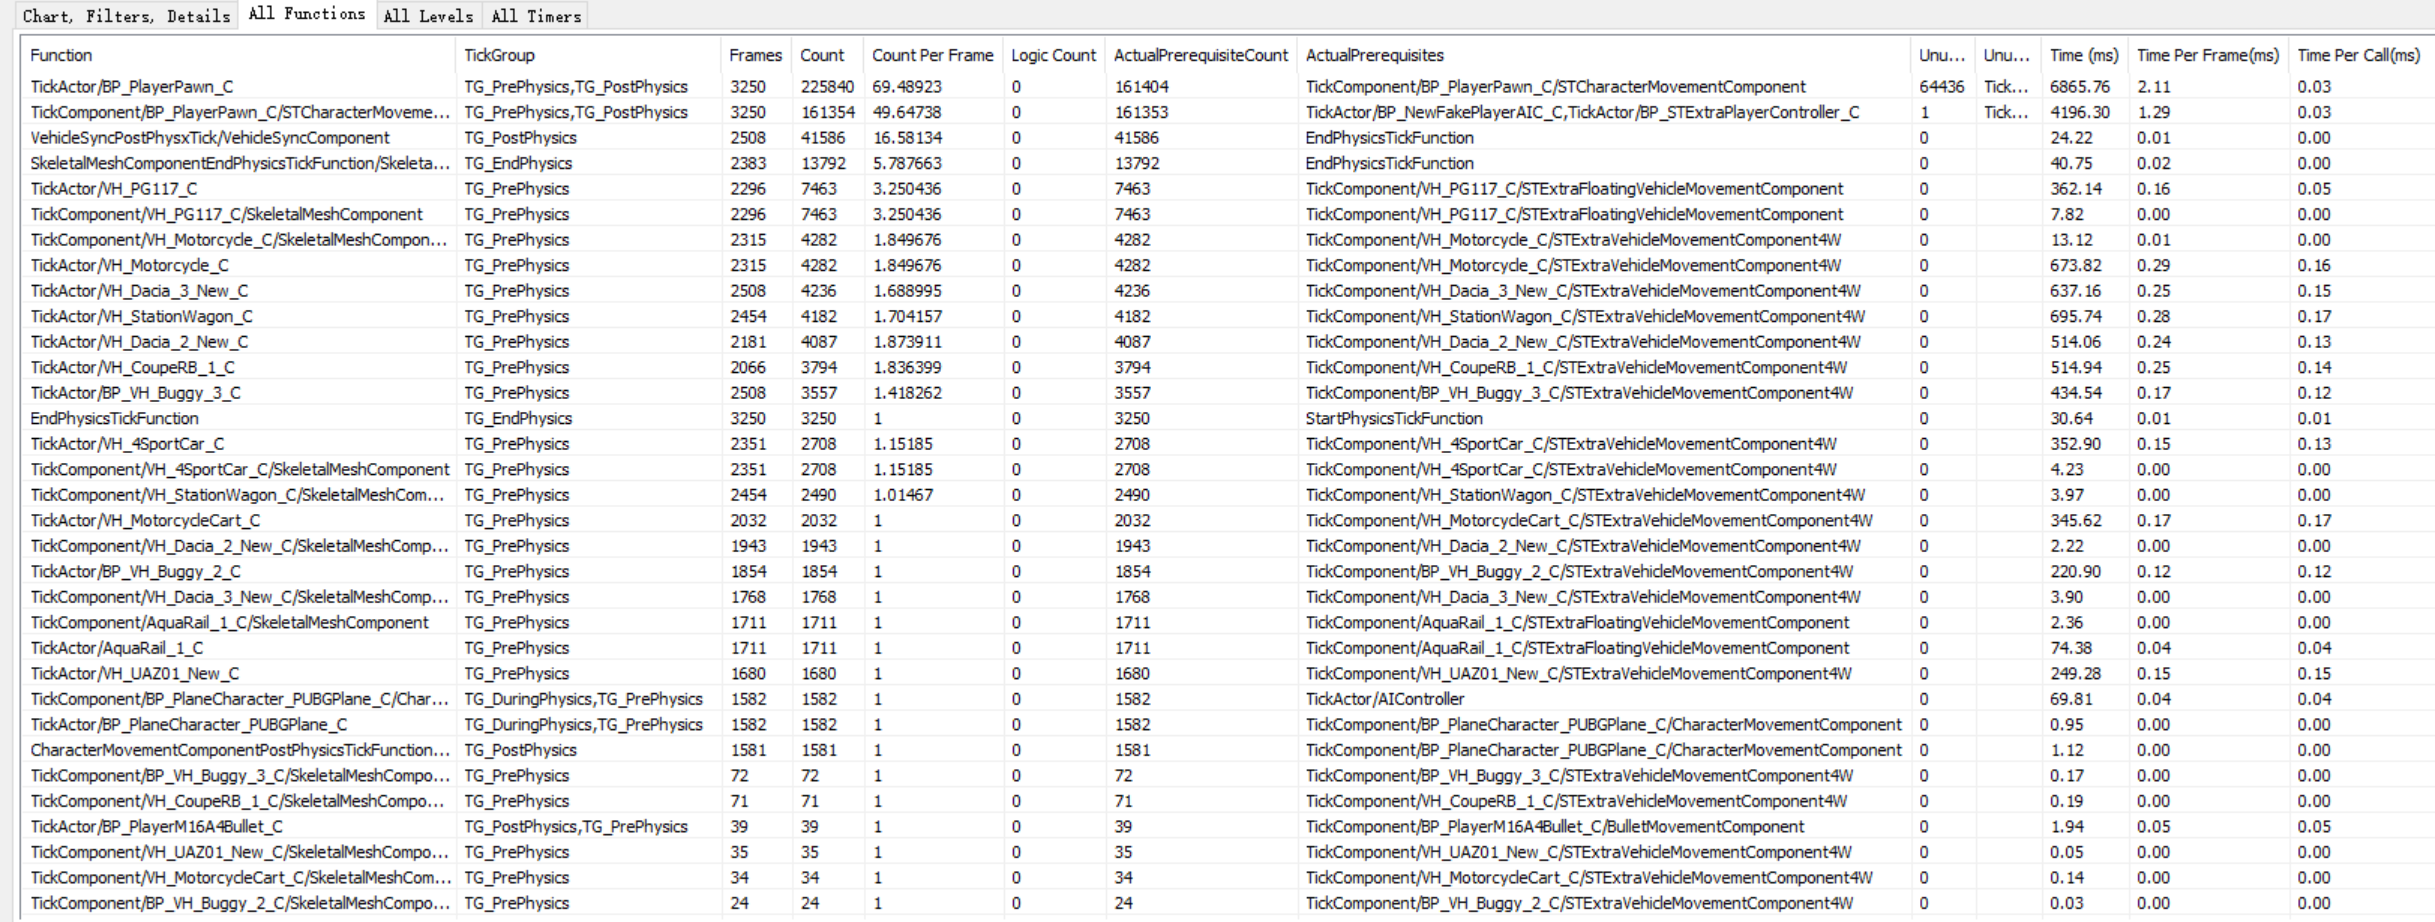 Chart, Filters, Details All Functions All Levels All Timers
Function TickGroup Frames Count Count Per Frame Logic Count ActualPrerequisiteCount ActualPrerequisites Unu... Unu... Time (ms) Time Per Frame(ms) Time Per Call(ms)
TickActor/BP_PlayerPawn_C TG_PrePhysics,TG_PostPhysics 3250 225840 69.48923 0 161404 TickComponent/BP_PlayerPawn_C/STCharacterMovementComponent 64436 Tick... 6865.76 2.11 0.03
TickComponent/BP_PlayerPawn_C/STCharacterMoveme... TG_PrePhysics,TG_PostPhysics 3250 161354 49.64738 0 161353 TickActor/BP_NewFakePlayerAIC_C,TickActor/BP_STExtraPlayerController_C 1 Tick... 4196.30 1.29 0.03
VehicleSyncPostPhysxTick/VehicleSyncComponent TG_PostPhysics 2508 41586 16.58134 0 41586 EndPhysicsTickFunction 0 24.22 0.01 0.00
SkeletalMeshComponentEndPhysicsTickFunction/Skeleta... TG_EndPhysics 2383 13792 5.787663 0 13792 EndPhysicsTickFunction 0 40.75 0.02 0.00
TickActor/VH_PG117_C TG_PrePhysics 2296 7463 3.250436 0 7463 TickComponent/VH_PG117_C/STExtraFloatingVehicleMovementComponent 0 362.14 0.16 0.05
TickComponent/VH_PG117_C/SkeletalMeshComponent TG_PrePhysics 2296 7463 3.250436 0 7463 TickComponent/VH_PG117_C/STExtraFloatingVehicleMovementComponent 0 7.82 0.00 0.00
TickComponent/VH_Motorcycle_C/SkeletalMeshCompon... TG_PrePhysics 2315 4282 1.849676 0 4282 TickComponent/VH_Motorcycle_C/STExtraVehicleMovementComponent4W 0 13.12 0.01 0.00
TickActor/VH_Motorcycle_C TG_PrePhysics 2315 4282 1.849676 0 4282 TickComponent/VH_Motorcycle_C/STExtraVehicleMovementComponent4W 0 673.82 0.29 0.16
TickActor/VH_Dacia_3_New_C TG_PrePhysics 2508 4236 1.688995 0 4236 TickComponent/VH_Dacia_3_New_C/STExtraVehicleMovementComponent4W 0 637.16 0.25 0.15
TickActor/VH_StationWagon_C TG_PrePhysics 2454 4182 1.704157 0 4182 TickComponent/VH_StationWagon_C/STExtraVehicleMovementComponent4W 0 695.74 0.28 0.17
TickActor/VH_Dacia_2_New_C TG_PrePhysics 2181 4087 1.873911 0 4087 TickComponent/VH_Dacia_2_New_C/STExtraVehicleMovementComponent4W 0 514.06 0.24 0.13
TickActor/VH_CoupeRB_1_C TG_PrePhysics 2066 3794 1.836399 0 3794 TickComponent/VH_CoupeRB_1_C/STExtraVehicleMovementComponent4W 0 514.94 0.25 0.14
TickActor/BP_VH_Buggy_3_C TG_PrePhysics 2508 3557 1.418262 0 3557 TickComponent/BP_VH_Buggy_3_C/STExtraVehicleMovementComponent4W 0 434.54 0.17 0.12
EndPhysicsTickFunction TG_EndPhysics 3250 3250 1 0 3250 StartPhysicsTickFunction 0 30.64 0.01 0.01
TickActor/VH_4SportCar_C TG_PrePhysics 2351 2708 1.15185 0 2708 TickComponent/VH_4SportCar_C/STExtraVehicleMovementComponent4W 0 352.90 0.15 0.13
TickComponent/VH_4SportCar_C/SkeletalMeshComponent TG_PrePhysics 2351 2708 1.15185 0 2708 TickComponent/VH_4SportCar_C/STExtraVehicleMovementComponent4W 0 4.23 0.00 0.00
TickComponent/VH_StationWagon_C/SkeletalMeshCom... TG_PrePhysics 2454 2490 1.01467 0 2490 TickComponent/VH_StationWagon_C/STExtraVehicleMovementComponent4W 0 3.97 0.00 0.00
TickActor/VH_MotorcycleCart_C TG_PrePhysics 2032 2032 1 0 2032 TickComponent/VH_MotorcycleCart_C/STExtraVehicleMovementComponent4W 0 345.62 0.17 0.17
TickComponent/VH_Dacia_2_New_C/SkeletalMeshComp... TG_PrePhysics 1943 1943 1 0 1943 TickComponent/VH_Dacia_2_New_C/STExtraVehicleMovementComponent4W 0 2.22 0.00 0.00
TickActor/BP_VH_Buggy_2_C TG_PrePhysics 1854 1854 1 0 1854 TickComponent/BP_VH_Buggy_2_C/STExtraVehicleMovementComponent4W 0 220.90 0.12 0.12
TickComponent/VH_Dacia_3_New_C/SkeletalMeshComp... TG_PrePhysics 1768 1768 1 0 1768 TickComponent/VH_Dacia_3_New_C/STExtraVehicleMovementComponent4W 0 3.90 0.00 0.00
TickComponent/AquaRail_1_C/SkeletalMeshComponent TG_PrePhysics 1711 1711 1 0 1711 TickComponent/AquaRail_1_C/STExtraFloatingVehicleMovementComponent 0 2.36 0.00 0.00
TickActor/AquaRail_1_C TG_PrePhysics 1711 1711 1 0 1711 TickComponent/AquaRail_1_C/STExtraFloatingVehicleMovementComponent 0 74.38 0.04 0.04
TickActor/VH_UAZ01_New_C TG_PrePhysics 1680 1680 1 0 1680 TickComponent/VH_UAZ01_New_C/STExtraVehicleMovementComponent4W 0 249.28 0.15 0.15
TickComponent/BP_PlaneCharacter_PUBGPlane_C/Char... TG_DuringPhysics,TG_PrePhysics 1582 1582 1 0 1582 TickActor/AIController 0 69.81 0.04 0.04
TickActor/BP_PlaneCharacter_PUBGPlane_C TG_DuringPhysics,TG_PrePhysics 1582 1582 1 0 1582 TickComponent/BP_PlaneCharacter_PUBGPlane_C/CharacterMovementComponent 0 0.95 0.00 0.00
CharacterMovementComponentPostPhysicsTickFunction... TG_PostPhysics 1581 1581 1 0 1581 TickComponent/BP_PlaneCharacter_PUBGPlane_C/CharacterMovementComponent 0 1.12 0.00 0.00
TickComponent/BP_VH_Buggy_3_C/SkeletalMeshCompo... TG_PrePhysics 72 72 1 0 72 TickComponent/BP_VH_Buggy_3_C/STExtraVehicleMovementComponent4W 0 0.17 0.00 0.00
TickComponent/VH_CoupeRB_1_C/SkeletalMeshCompo... TG_PrePhysics 71 71 1 0 71 TickComponent/VH_CoupeRB_1_C/STExtraVehicleMovementComponent4W 0 0.19 0.00 0.00
TickActor/BP_PlayerM16A4Bullet_C TG_PostPhysics,TG_PrePhysics 39 39 1 0 39 TickComponent/BP_PlayerM16A4Bullet_C/BulletMovementComponent 0 1.94 0.05 0.05
TickComponent/VH_UAZ01_New_C/SkeletalMeshCompo... TG_PrePhysics 35 35 1 0 35 TickComponent/VH_UAZ01_New_C/STExtraVehicleMovementComponent4W 0 0.05 0.00 0.00
TickComponent/VH_MotorcycleCart_C/SkeletalMeshCom... TG_PrePhysics 34 34 1 0 34 TickComponent/VH_MotorcycleCart_C/STExtraVehicleMovementComponent4W 0 0.14 0.00 0.00
TickComponent/BP_VH_Buggy_2_C/SkeletalMeshCompo... TG_PrePhysics 24 24 1 0 24 TickComponent/BP_VH_Buggy_2_C/STExtraVehicleMovementComponent4W 0 0.03 0.00 0.00